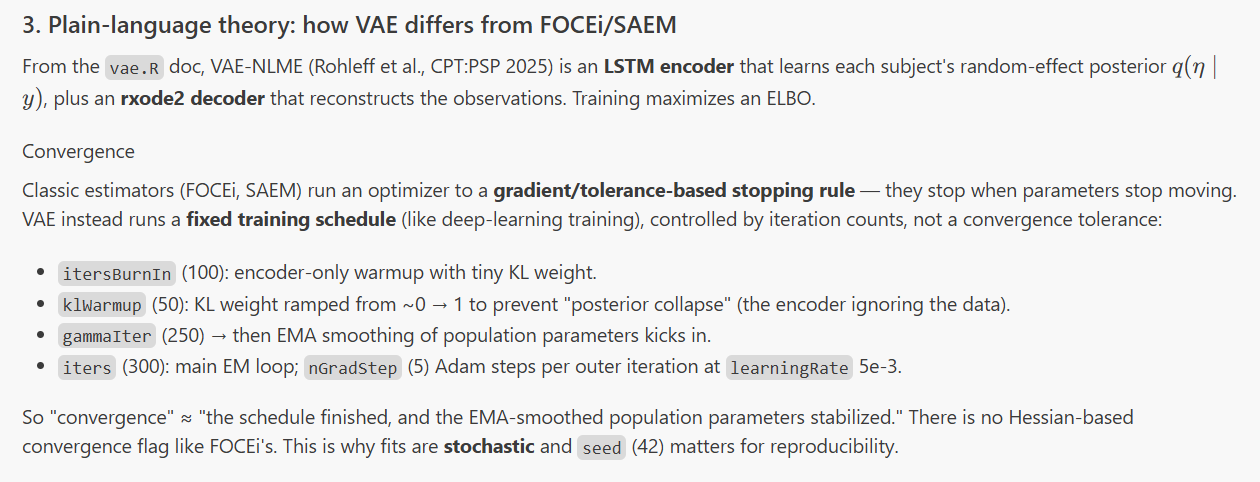 3. Plain-language theory: how VAE differs from FOCEi/SAEM
From the vae.R doc, VAE-NLME (Rohleff et al., CPT:PSP 2025) is an LSTM encoder that learns each subject's random-effect posterior q(η |
y), plus an rxode2 decoder that reconstructs the observations. Training maximizes an ELBO.
Convergence
Classic estimators (FOCEi, SAEM) run an optimizer to a gradient/tolerance-based stopping rule — they stop when parameters stop moving.
VAE instead runs a fixed training schedule (like deep-learning training), controlled by iteration counts, not a convergence tolerance:
• itersBurnIn (100): encoder-only warmup with tiny KL weight.
• klWarmup (50): KL weight ramped from ~0 → 1 to prevent "posterior collapse" (the encoder ignoring the data).
• gammaIter (250) → then EMA smoothing of population parameters kicks in.
• iters (300): main EM loop; nGradStep (5) Adam steps per outer iteration at learningRate 5e-3.
So "convergence" ≈ "the schedule finished, and the EMA-smoothed population parameters stabilized." There is no Hessian-based
convergence flag like FOCEi's. This is why fits are stochastic and seed (42) matters for reproducibility.